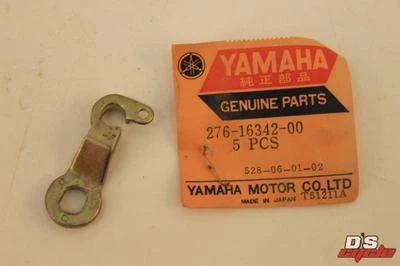 YAMAHA
純正部品
GENUINE PARTS
276-16342-00
5 PCS
528-06-01-02
YAMAHA MOTOR CO.,LTD
MADE IN JAPAN T51211A
D'S
cycle